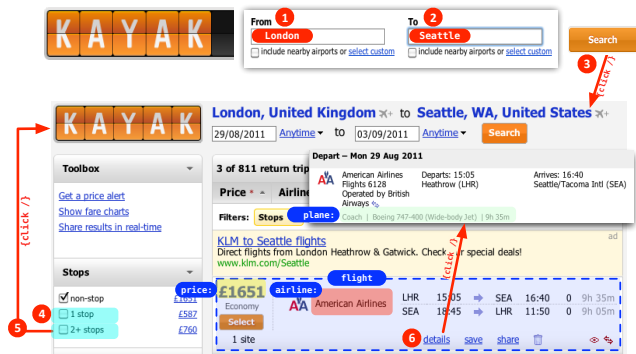 KAYAK
From
1
London
include nearby airports or select custom
To
2
Seattle
include nearby airports or select custom
Search
3
{click /}
KAYAK
London, United Kingdom + to Seattle, WA, United States +
29/08/2011 Anytime to 03/09/2011 Anytime Search
Depart – Mon 29 Aug 2011
American Airlines
Flights 6128
Operated by British
Airways
Departs: 15:05
Heathrow (LHR)
Arrives: 16:40
Seattle/Tacoma Intl (SEA)
plane: Coach | Boeing 747-400 (Wide-body Jet) | 9h 35m
Toolbox
Get a price alert
Show fare charts
Share results in real-time
3 of 811 return trip
Price Airline
Filters: Stops
ad
KLM to Seattle flights
Direct flights from London Heathrow & Gatwick. Check our special deals!
www.klm.com/Seattle
{click /}
{click /}
Stops
non-stop £1651
4
1 stop £587
5
2+ stops £760
flight
price: £1651
Economy
Select
1 site
airline: American Airlines
LHR 15:05 SEA 16:40 0 9h 35m
SEA 18:45 LHR 11:50 0 9h 05m
6
details save share